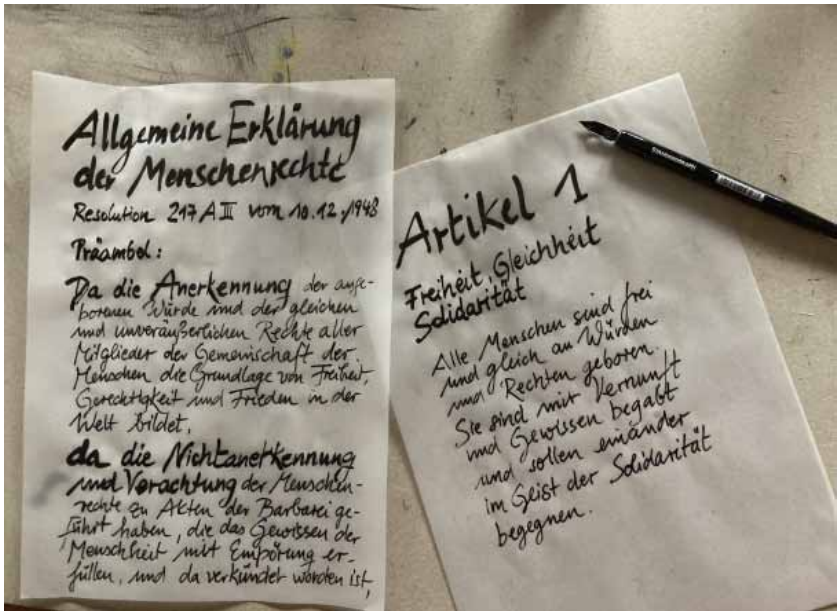 Allgemeine Erklärung
der Menschenrechte
Resolution 217 A III vom 10.12.1948
Präambel:
Da die Anerkennung der ange-
borenen Würde und der gleichen
und unveräußerlichen Rechte aller
Mitglieder der Gemeinschaft der
Menschen die Grundlage von Freiheit,
Gerechtigkeit und Frieden in der
Welt bildet,
da die Nichtanerkennung
und Verachtung der Menschen-
rechte zu Akten der Barbarei ge-
führt haben, die das Gewissen der
Menschheit mit Empörung er-
füllen, und da verkündet worden ist,
Artikel 1
Freiheit, Gleichheit
Solidarität
Alle Menschen sind frei
und gleich an Würden
und Rechten geboren.
Sie sind mit Vernunft
und Gewissen begabt
und sollen einander
im Geist der Solidarität
begegnen.